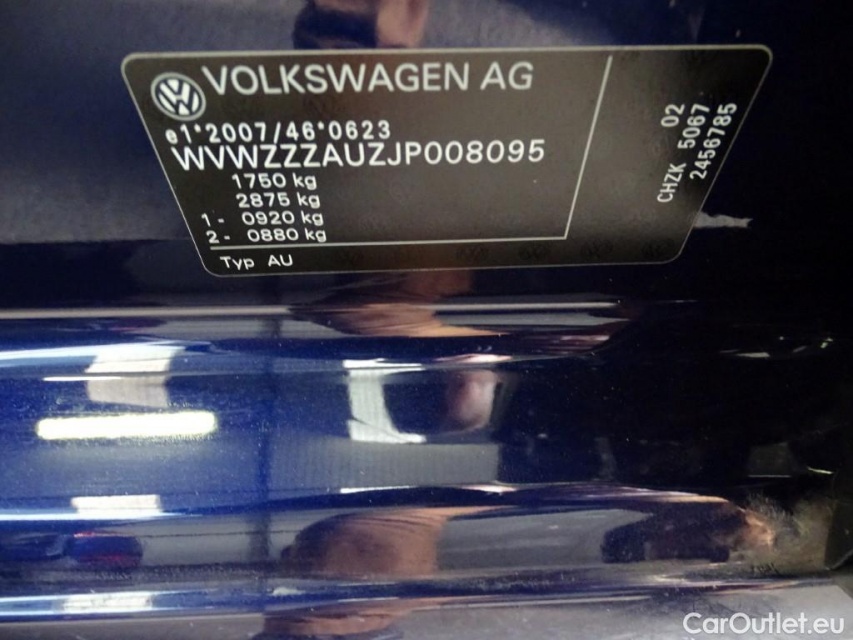 VOLKSWAGEN AG
e1*2007/46*0623
WVWZZZAUZJP008095
1750 kg
2875 kg
1 - 0920 kg
2 - 0880 kg
Typ AU
02
CHZK 5067
2456785
CarOutlet.eu